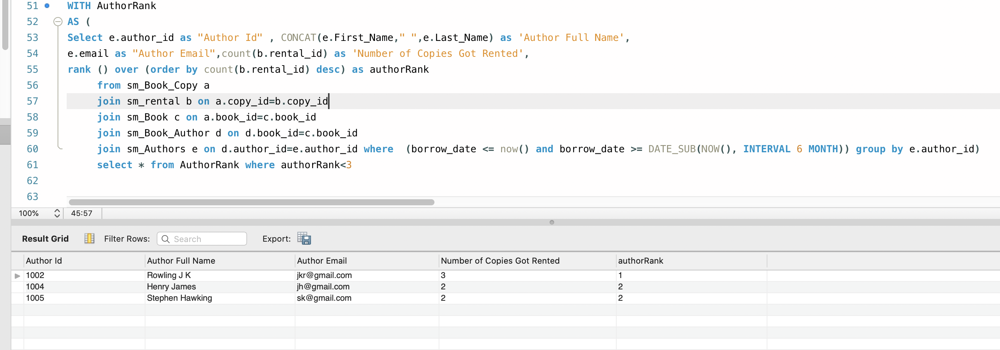 51 WITH AuthorRank
52 AS (
53 Select e.author_id as "Author Id" , CONCAT(e.First_Name," ",e.Last_Name) as 'Author Full Name',
54 e.email as "Author Email",count(b.rental_id) as 'Number of Copies Got Rented',
55 rank () over (order by count(b.rental_id) desc) as authorRank
56 from sm_Book_Copy a
57 join sm_rental b on a.copy_id=b.copy_id
58 join sm_Book c on a.book_id=c.book_id
59 join sm_Book_Author d on d.book_id=c.book_id
60 join sm_Authors e on d.author_id=e.author_id where  (borrow_date <= now() and borrow_date >= DATE_SUB(NOW(), INTERVAL 6 MONTH)) group by e.author_id)
61 select * from AuthorRank where authorRank<3
62
63
100% 45:57
Result Grid Filter Rows: Search Export:
Author Id Author Full Name Author Email Number of Copies Got Rented authorRank
1002 Rowling J K jkr@gmail.com 3 1
1004 Henry James jh@gmail.com 2 2
1005 Stephen Hawking sk@gmail.com 2 2